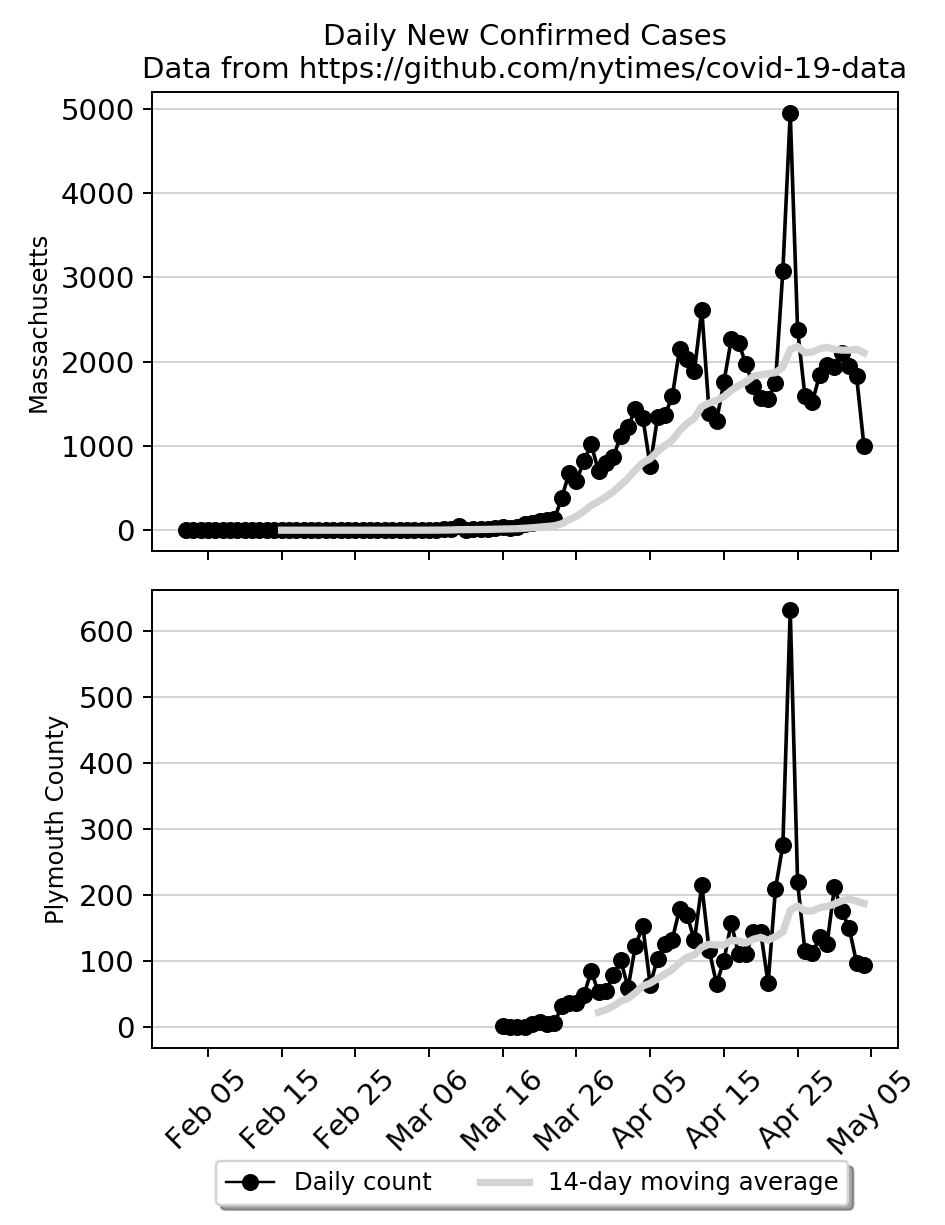 Daily New Confirmed Cases
Data from https://github.com/nytimes/covid-19-data
Massachusetts
5000
4000
3000
2000
1000
0
Plymouth County
600
500
400
300
200
100
0
Feb 05
Feb 15
Feb 25
Mar 06
Mar 16
Mar 26
Apr 05
Apr 15
Apr 25
May 05
Daily count
14-day moving average